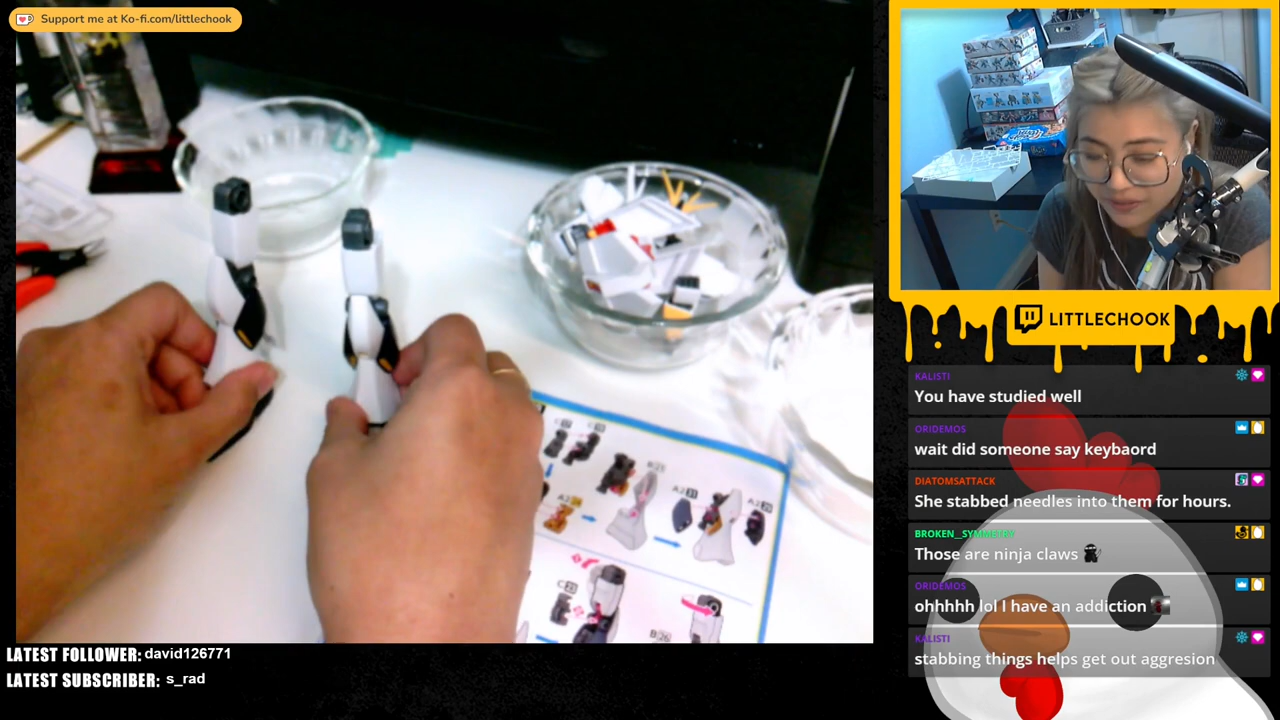 Support me at Ko-fi.com/littlechook
LITTLECHOOK
KALISTI
You have studied well
ORIDEMOS
wait did someone say keybaord
DIATOMSATTACK
She stabbed needles into them for hours.
BROKEN__SYMMETRY
Those are ninja claws
ORIDEMOS
ohhhhh lol I have an addiction
KALISTI
stabbing things helps get out aggresion
LATEST FOLLOWER: david126771
LATEST SUBSCRIBER: s_rad